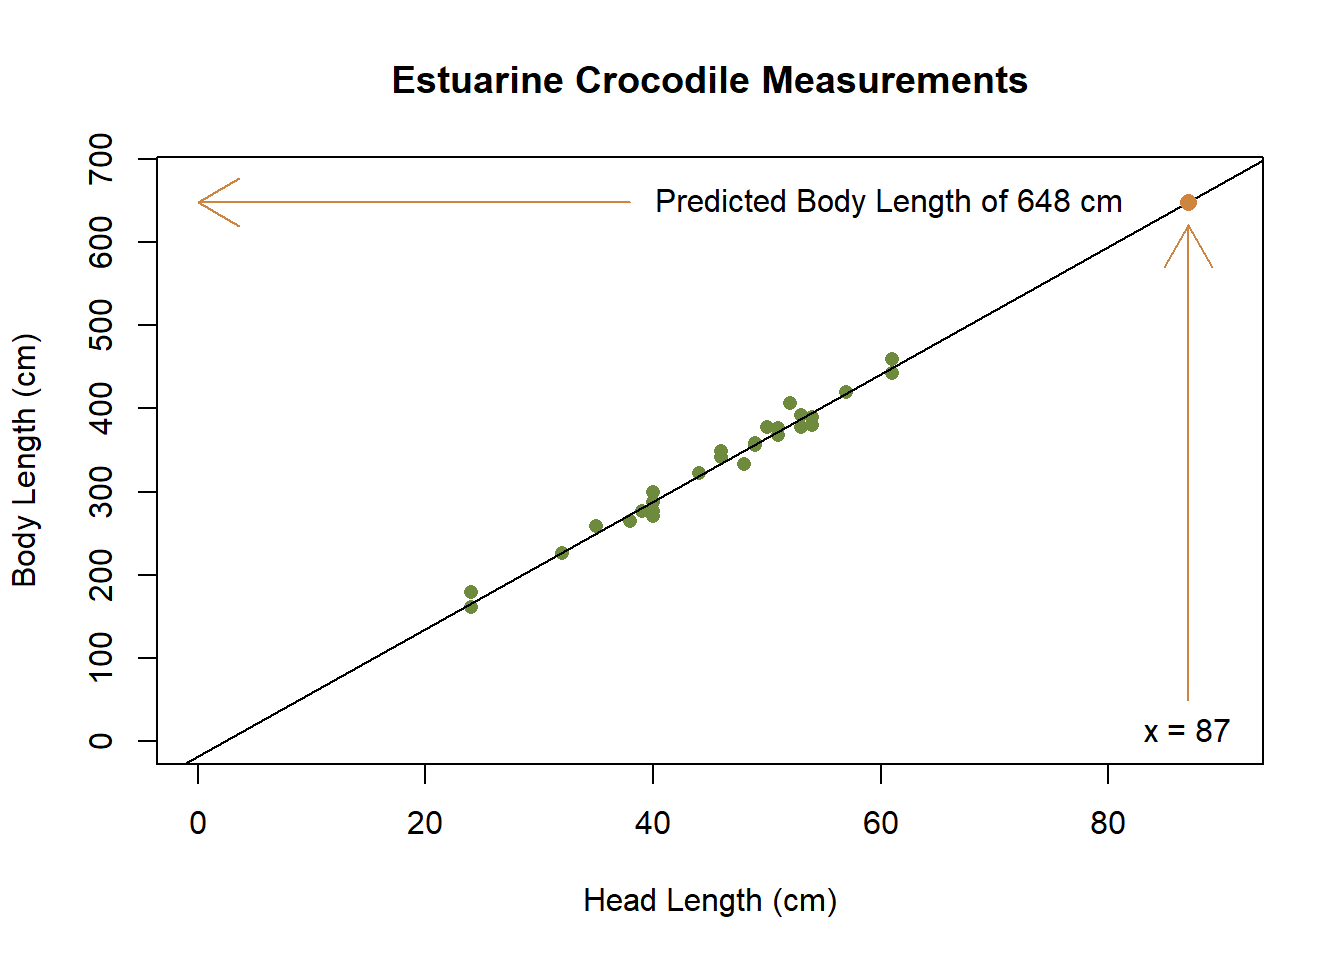 Estuarine Crocodile Measurements
700
600
500
400
300
200
100
0
Body Length (cm)
Predicted Body Length of 648 cm
x = 87
0 20 40 60 80
Head Length (cm)